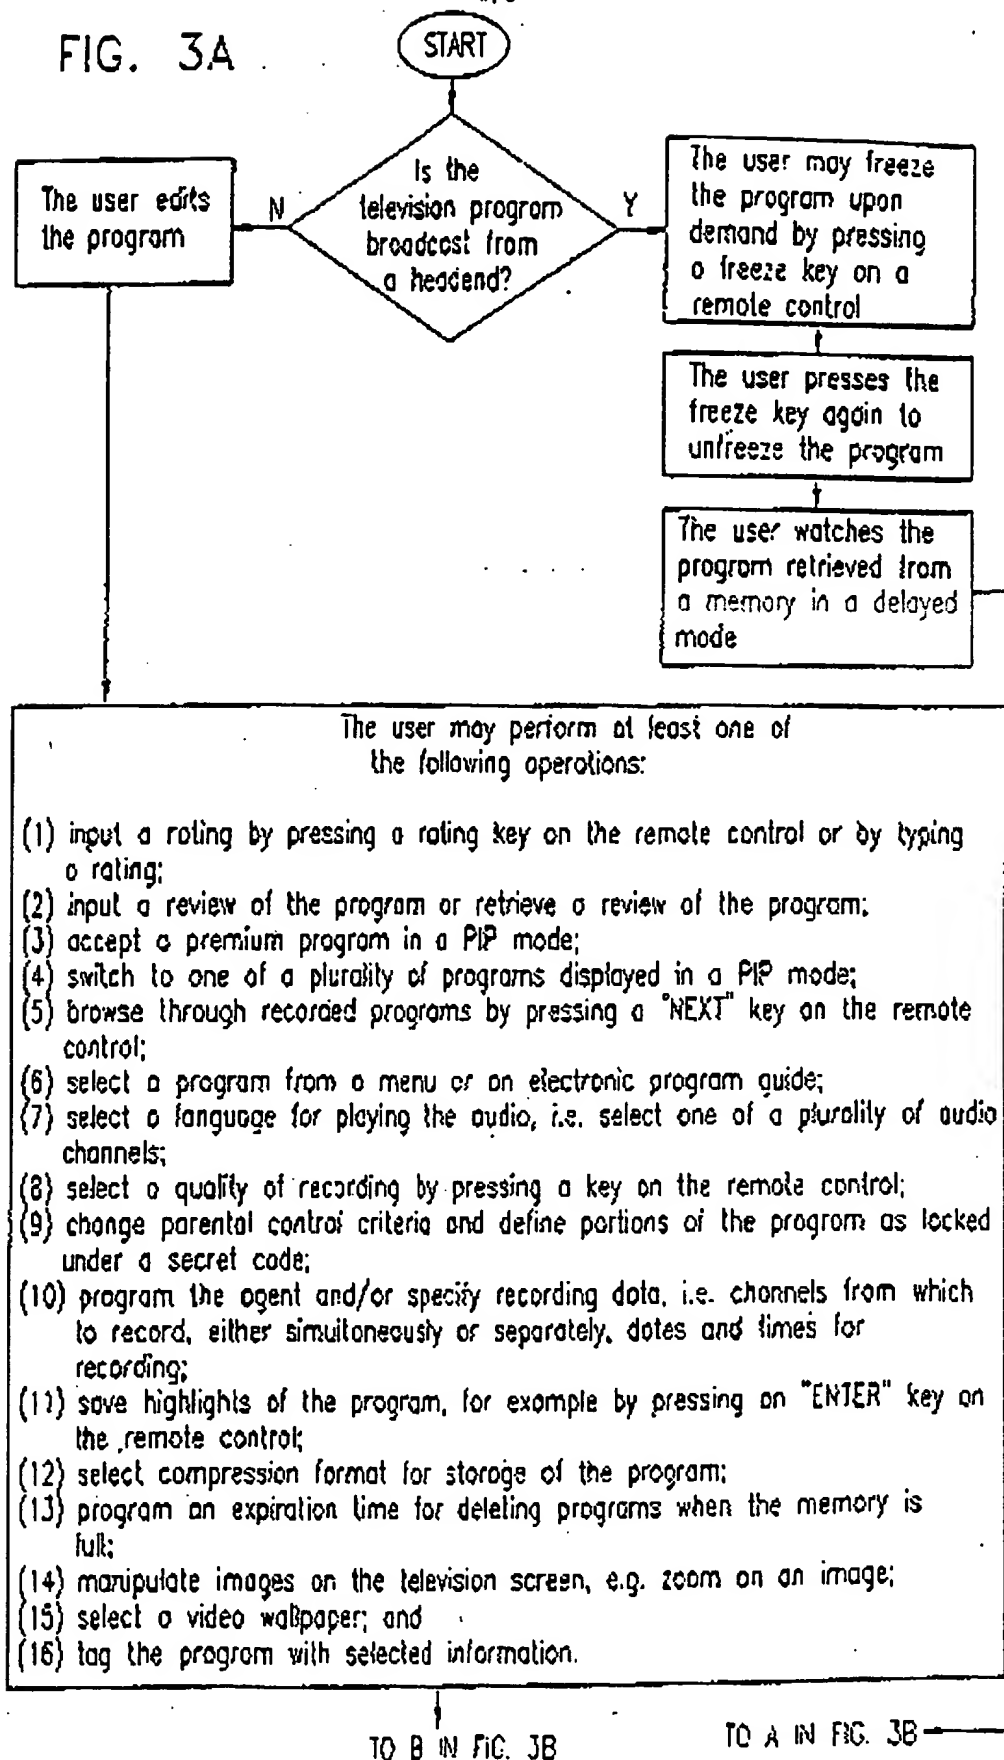 FIG. 3A
START
Is the
television program
broadcast from
a headend?
N
Y
The user edits
the program
The user may freeze
the program upon
demand by pressing
a freeze key on a
remote control
The user presses the
freeze key again to
unfreeze the program
The user watches the
program retrieved from
a memory in a delayed
mode
The user may perform at least one of
the following operations:
(1) input a rating by pressing a rating key on the remote control or by typing
a rating;
(2) input a review of the program or retrieve a review of the program;
(3) accept a premium program in a PIP mode;
(4) switch to one of a plurality of programs displayed in a PIP mode;
(5) browse through recorded programs by pressing a "NEXT" key on the remote
control;
(6) select a program from a menu or an electronic program guide;
(7) select a language for playing the audio, i.e. select one of a plurality of audio
channels;
(8) select a quality of recording by pressing a key on the remote control;
(9) change parental control criteria and define portions of the program as locked
under a secret code;
(10) program the agent and/or specify recording data, i.e. channels from which
to record, either simultaneously or separately, dates and times for
recording;
(11) save highlights of the program, for example by pressing an "ENTER" key on
the remote control;
(12) select compression format for storage of the program;
(13) program an expiration time for deleting programs when the memory is
full;
(14) manipulate images on the television screen, e.g. zoom on an image;
(15) select a video wallpaper; and
(16) tag the program with selected information.
TO B IN FIG. 3B
TO A IN FIG. 3B